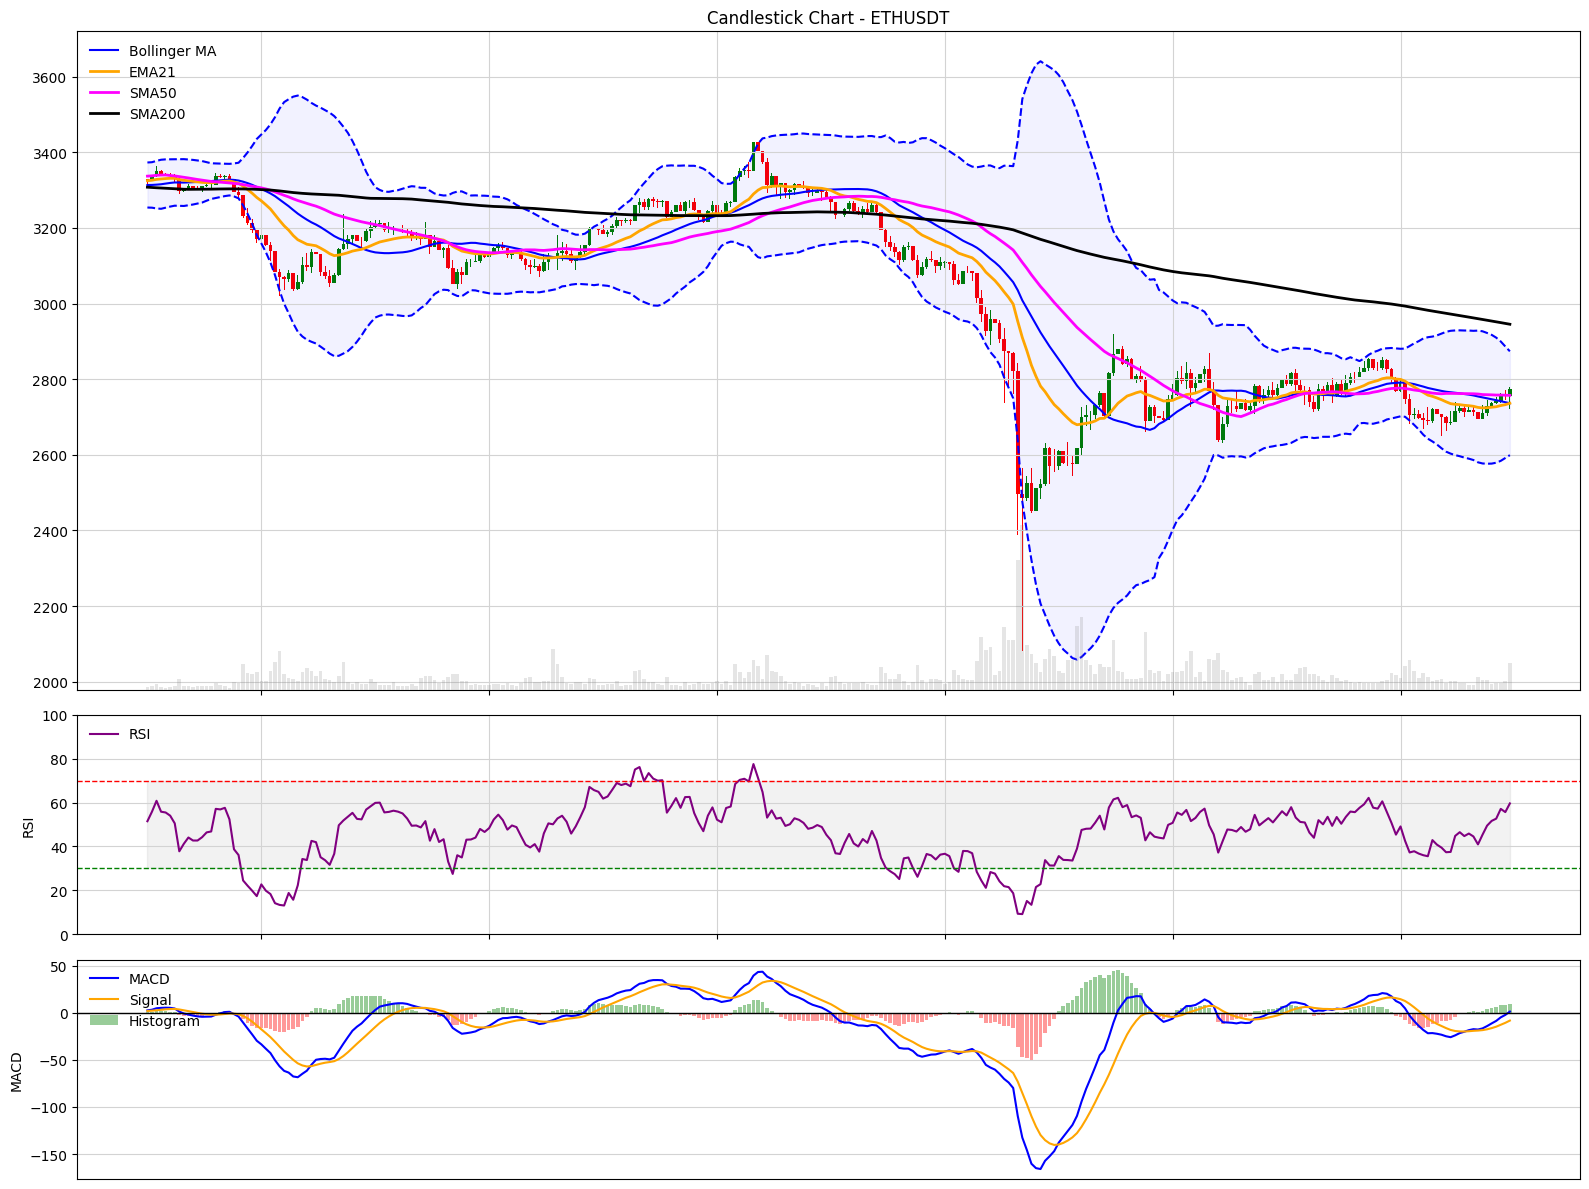 Candlestick Chart - ETHUSDT
Bollinger MA
EMA21
SMA50
SMA200
3600
3400
3200
3000
2800
2600
2400
2200
2000
RSI
100
80
60
40
20
0
RSI
MACD
Signal
Histogram
50
0
−50
−100
−150
MACD